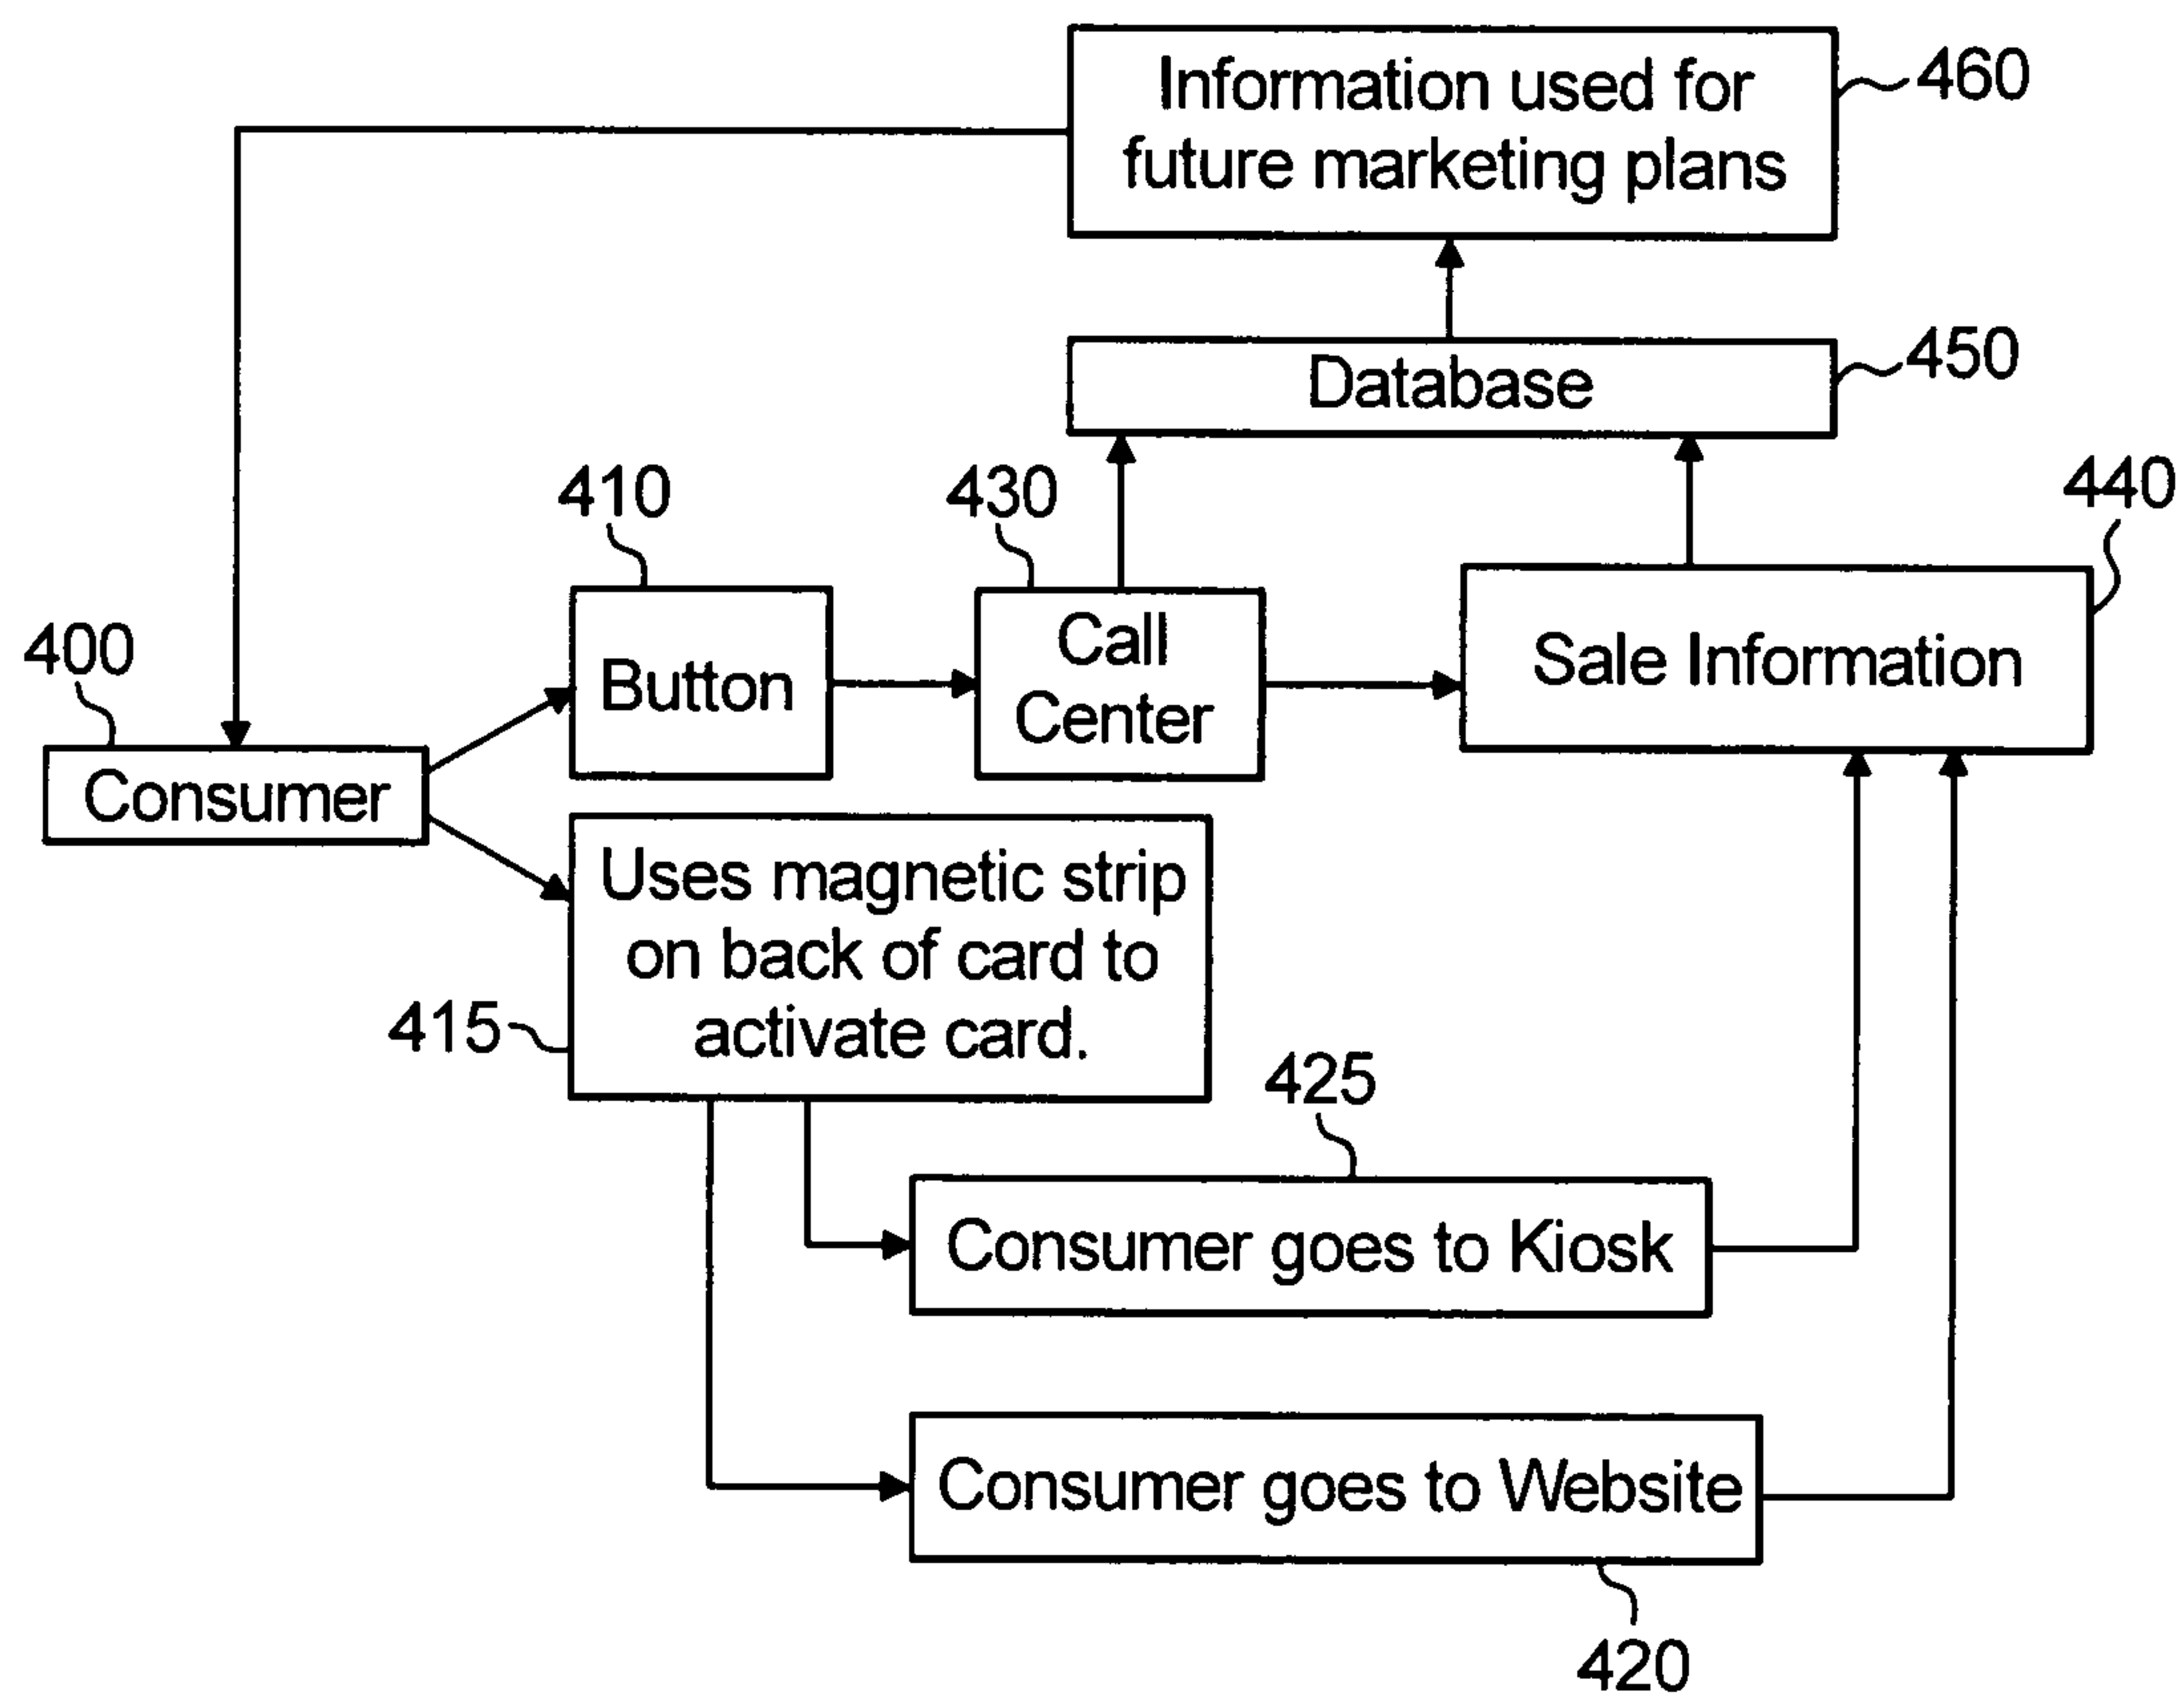 Information used for
future marketing plans
460
Database
450
410
430
440
400
Button
Call
Center
Sale Information
Consumer
Uses magnetic strip
on back of card to
activate card.
415
425
Consumer goes to Kiosk
Consumer goes to Website
420